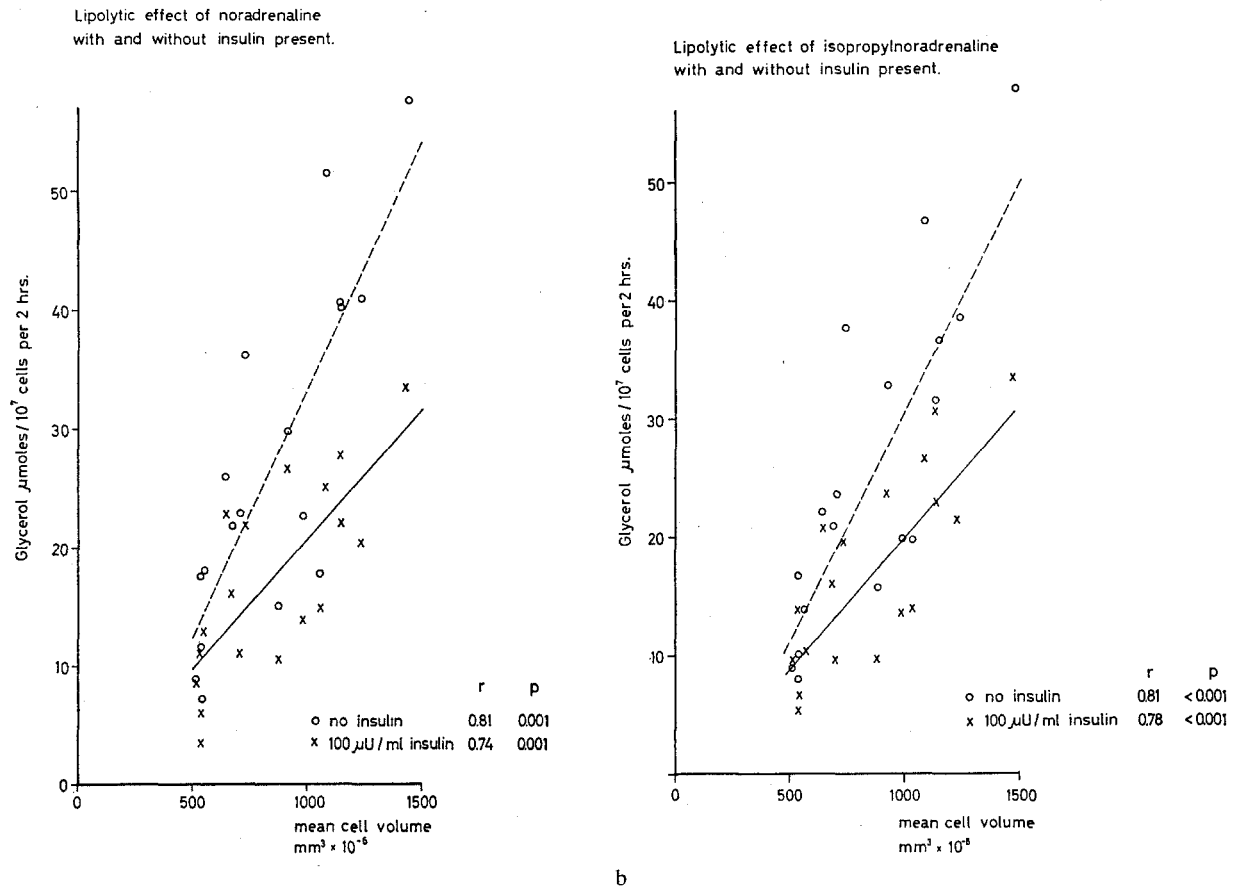 Lipolytic effect of noradrenaline
with and without insulin present.
50
40
30
20
10
0
Glycerol μmoles/10⁷ cells per 2 hrs.
0 500 1000 1500
mean cell volume
mm³ × 10⁻⁶
r p
o no insulin 0.81 0.001
x 100 μU/ml insulin 0.74 0.001
Lipolytic effect of isopropylnoradrenaline
with and without insulin present.
50
40
30
20
10
Glycerol μmoles/10⁷ cells per 2 hrs.
0 500 1000 1500
mean cell volume
mm³ × 10⁻⁶
r p
o no insulin 0.81 <0.001
x 100 μU/ml insulin 0.78 <0.001
b